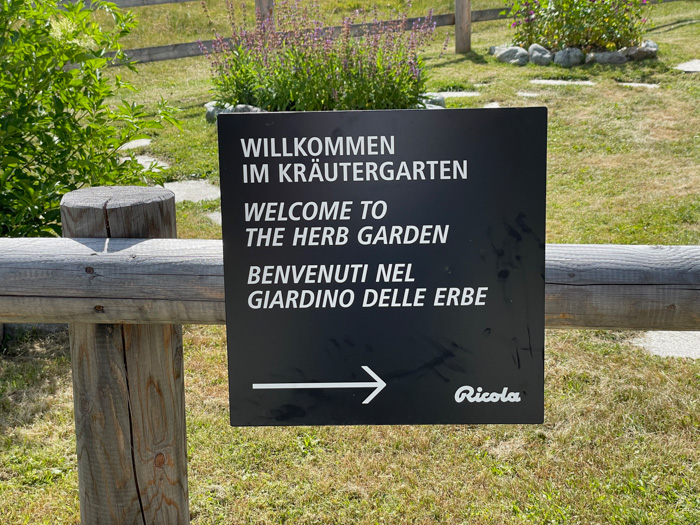 WILLKOMMEN
IM KRÄUTERGARTEN
WELCOME TO
THE HERB GARDEN
BENVENUTI NEL
GIARDINO DELLE ERBE
Ricola